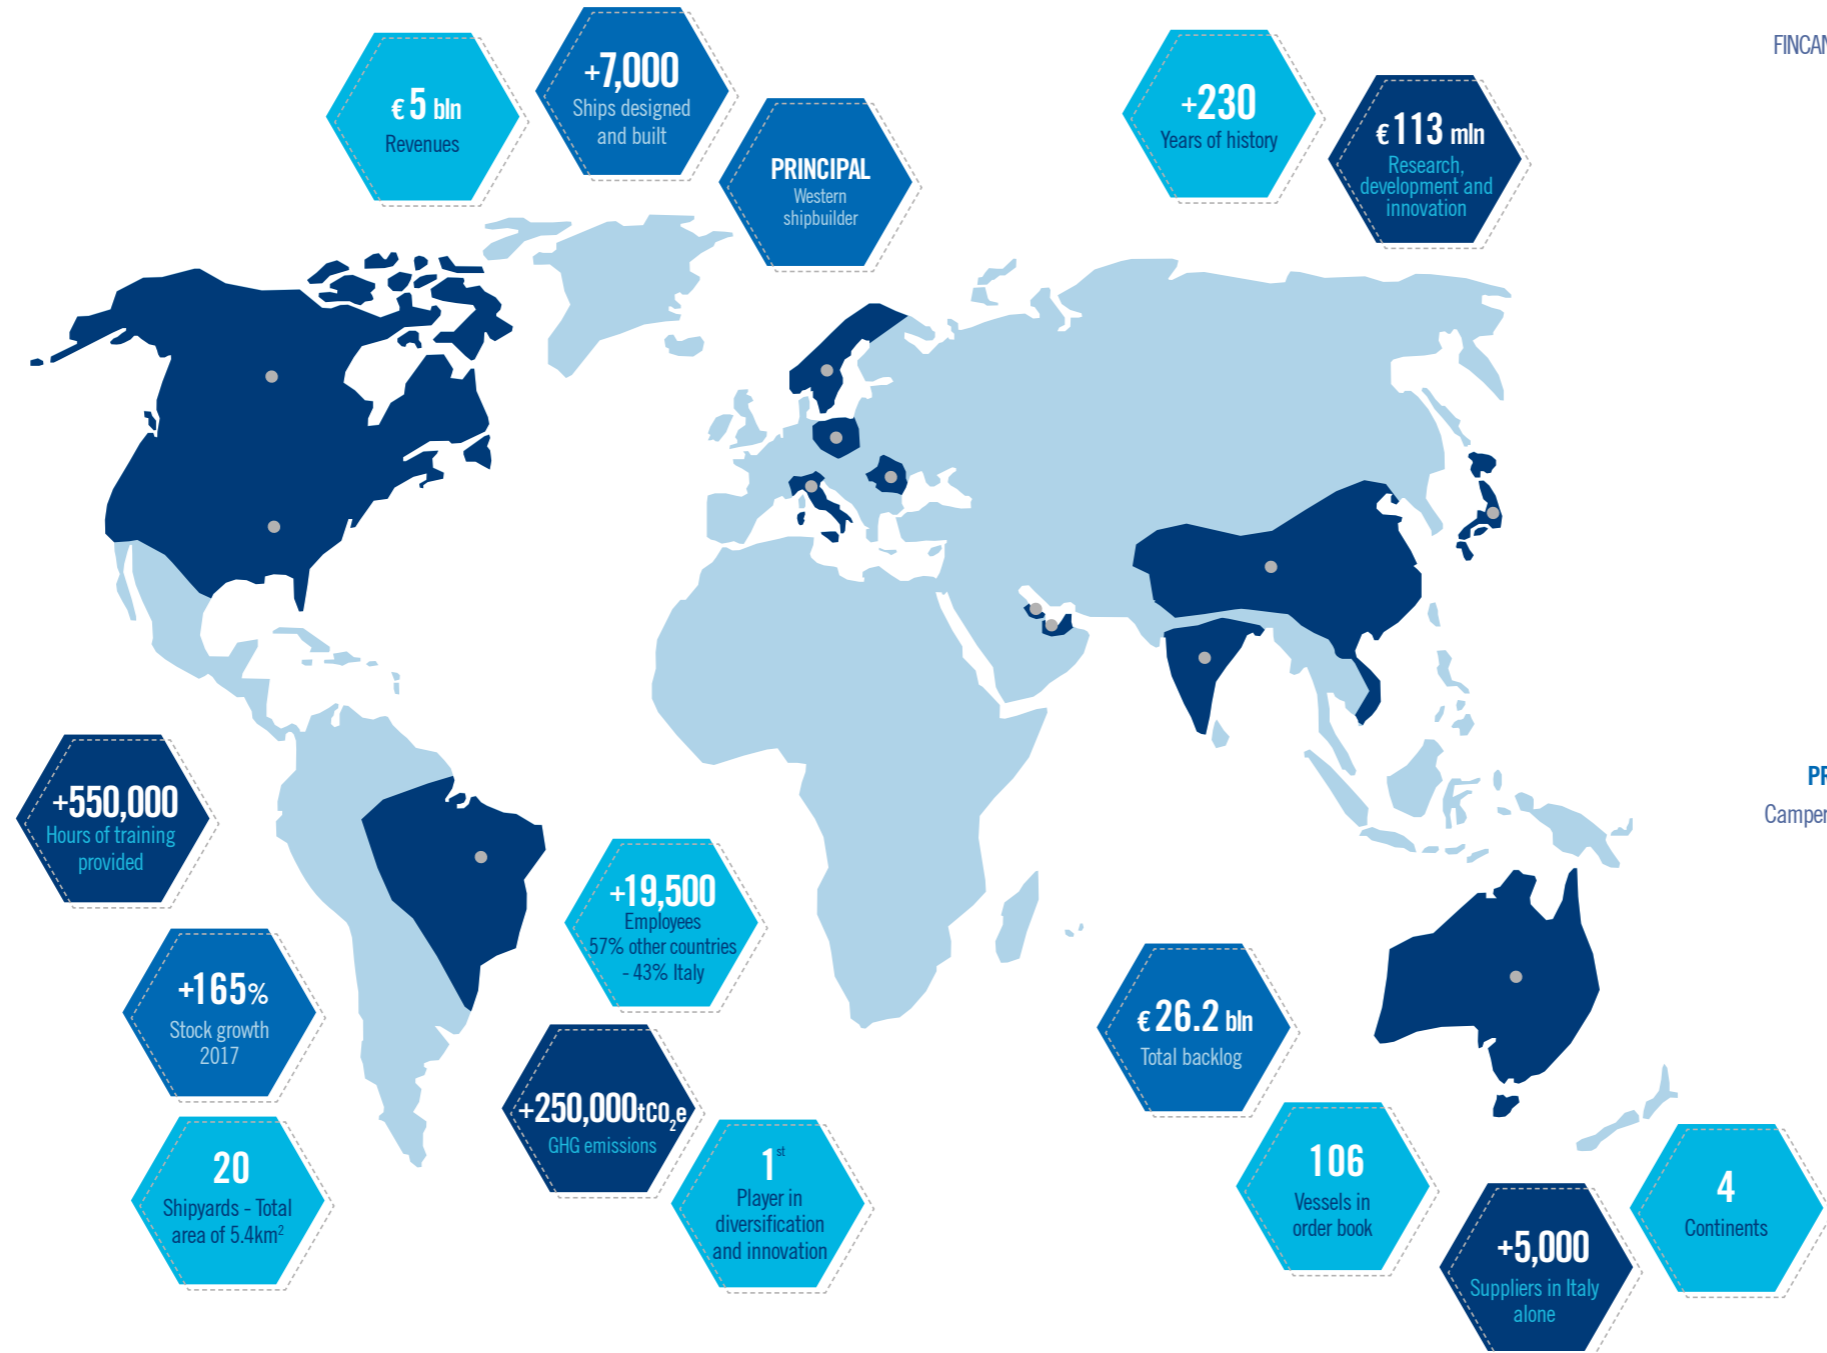 € 5 bln
Revenues
+7,000
Ships designed
and built
PRINCIPAL
Western
shipbuilder
+230
Years of history
€ 113 mln
Research,
development and
innovation
+550,000
Hours of training
provided
+165%
Stock growth
2017
20
Shipyards - Total
area of 5.4km²
+19,500
Employees
57% other countries
- 43% Italy
+250,000tCO₂e
GHG emissions
1st
Player in
diversification
and innovation
€ 26.2 bln
Total backlog
106
Vessels in
order book
+5,000
Suppliers in Italy
alone
4
Continents